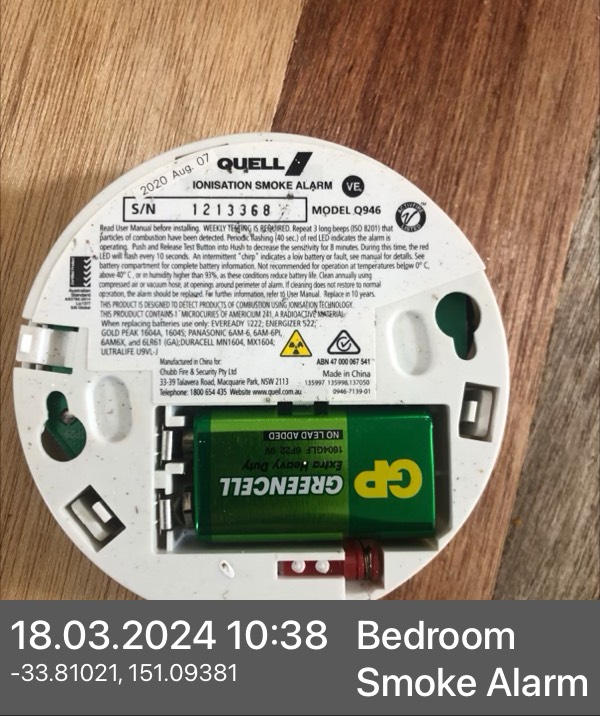 2020 Aug. 07
QUELL
IONISATION SMOKE ALARM VE
S/N 1213368 MODEL Q946
Read User Manual before installing. WEEKLY TESTING IS REQUIRED. Repeat 3 long beeps (ISO 8201) that
particles of combustion have been detected. Periodic flashing (40 sec.) of red LED indicates the alarm is
operating. Push and Release Test Button into Hush to decrease the sensitivity for 8 minutes. During this time, the red
LED will flash every 10 seconds. An intermittent "chirp" indicates a low battery or fault, see manual for details. See
battery compartment for complete battery information. Not recommended for operation at temperatures below 0° C,
above 40° C, or in humidity higher than 93%, as these conditions reduce battery life. Clean unit using
compressed air or vacuum hose, at openings around perimeter of alarm. If cleaning does not restore to normal
operation, the alarm should be replaced. For further information, refer to User Manual. Replace in 10 years.
THIS PRODUCT IS DESIGNED TO DETECT PRODUCTS OF COMBUSTION USING IONISATION TECHNOLOGY.
THIS PRODUCT CONTAINS 1 MICROCURIES OF AMERICIUM 241, A RADIOACTIVE MATERIAL.
When replacing batteries use only: EVEREADY 1222; ENERGIZER 522;
GOLD PEAK 1604A, 1604S; PANASONIC 6AM-6, 6AM-6PI,
6AM6X, and 6LR61 (GA); DURACELL MN1604, MX1604;
ULTRALIFE U9VL-J
Australian
Standard
Manufactured in China for:
Chubb Fire & Security Pty Ltd
33-39 Talavera Road, Macquarie Park, NSW 2113
Telephone: 1800 654 435 Website www.quell.com.au
ABN 47 000 067 541
Made in China
135997 135998,137050
0946-7139-01
GP
GREENCELL
Extra Heavy Duty
1604GLF 6F22 9V
NO LEAD ADDED
18.03.2024 10:38
-33.81021, 151.09381
Bedroom
Smoke Alarm